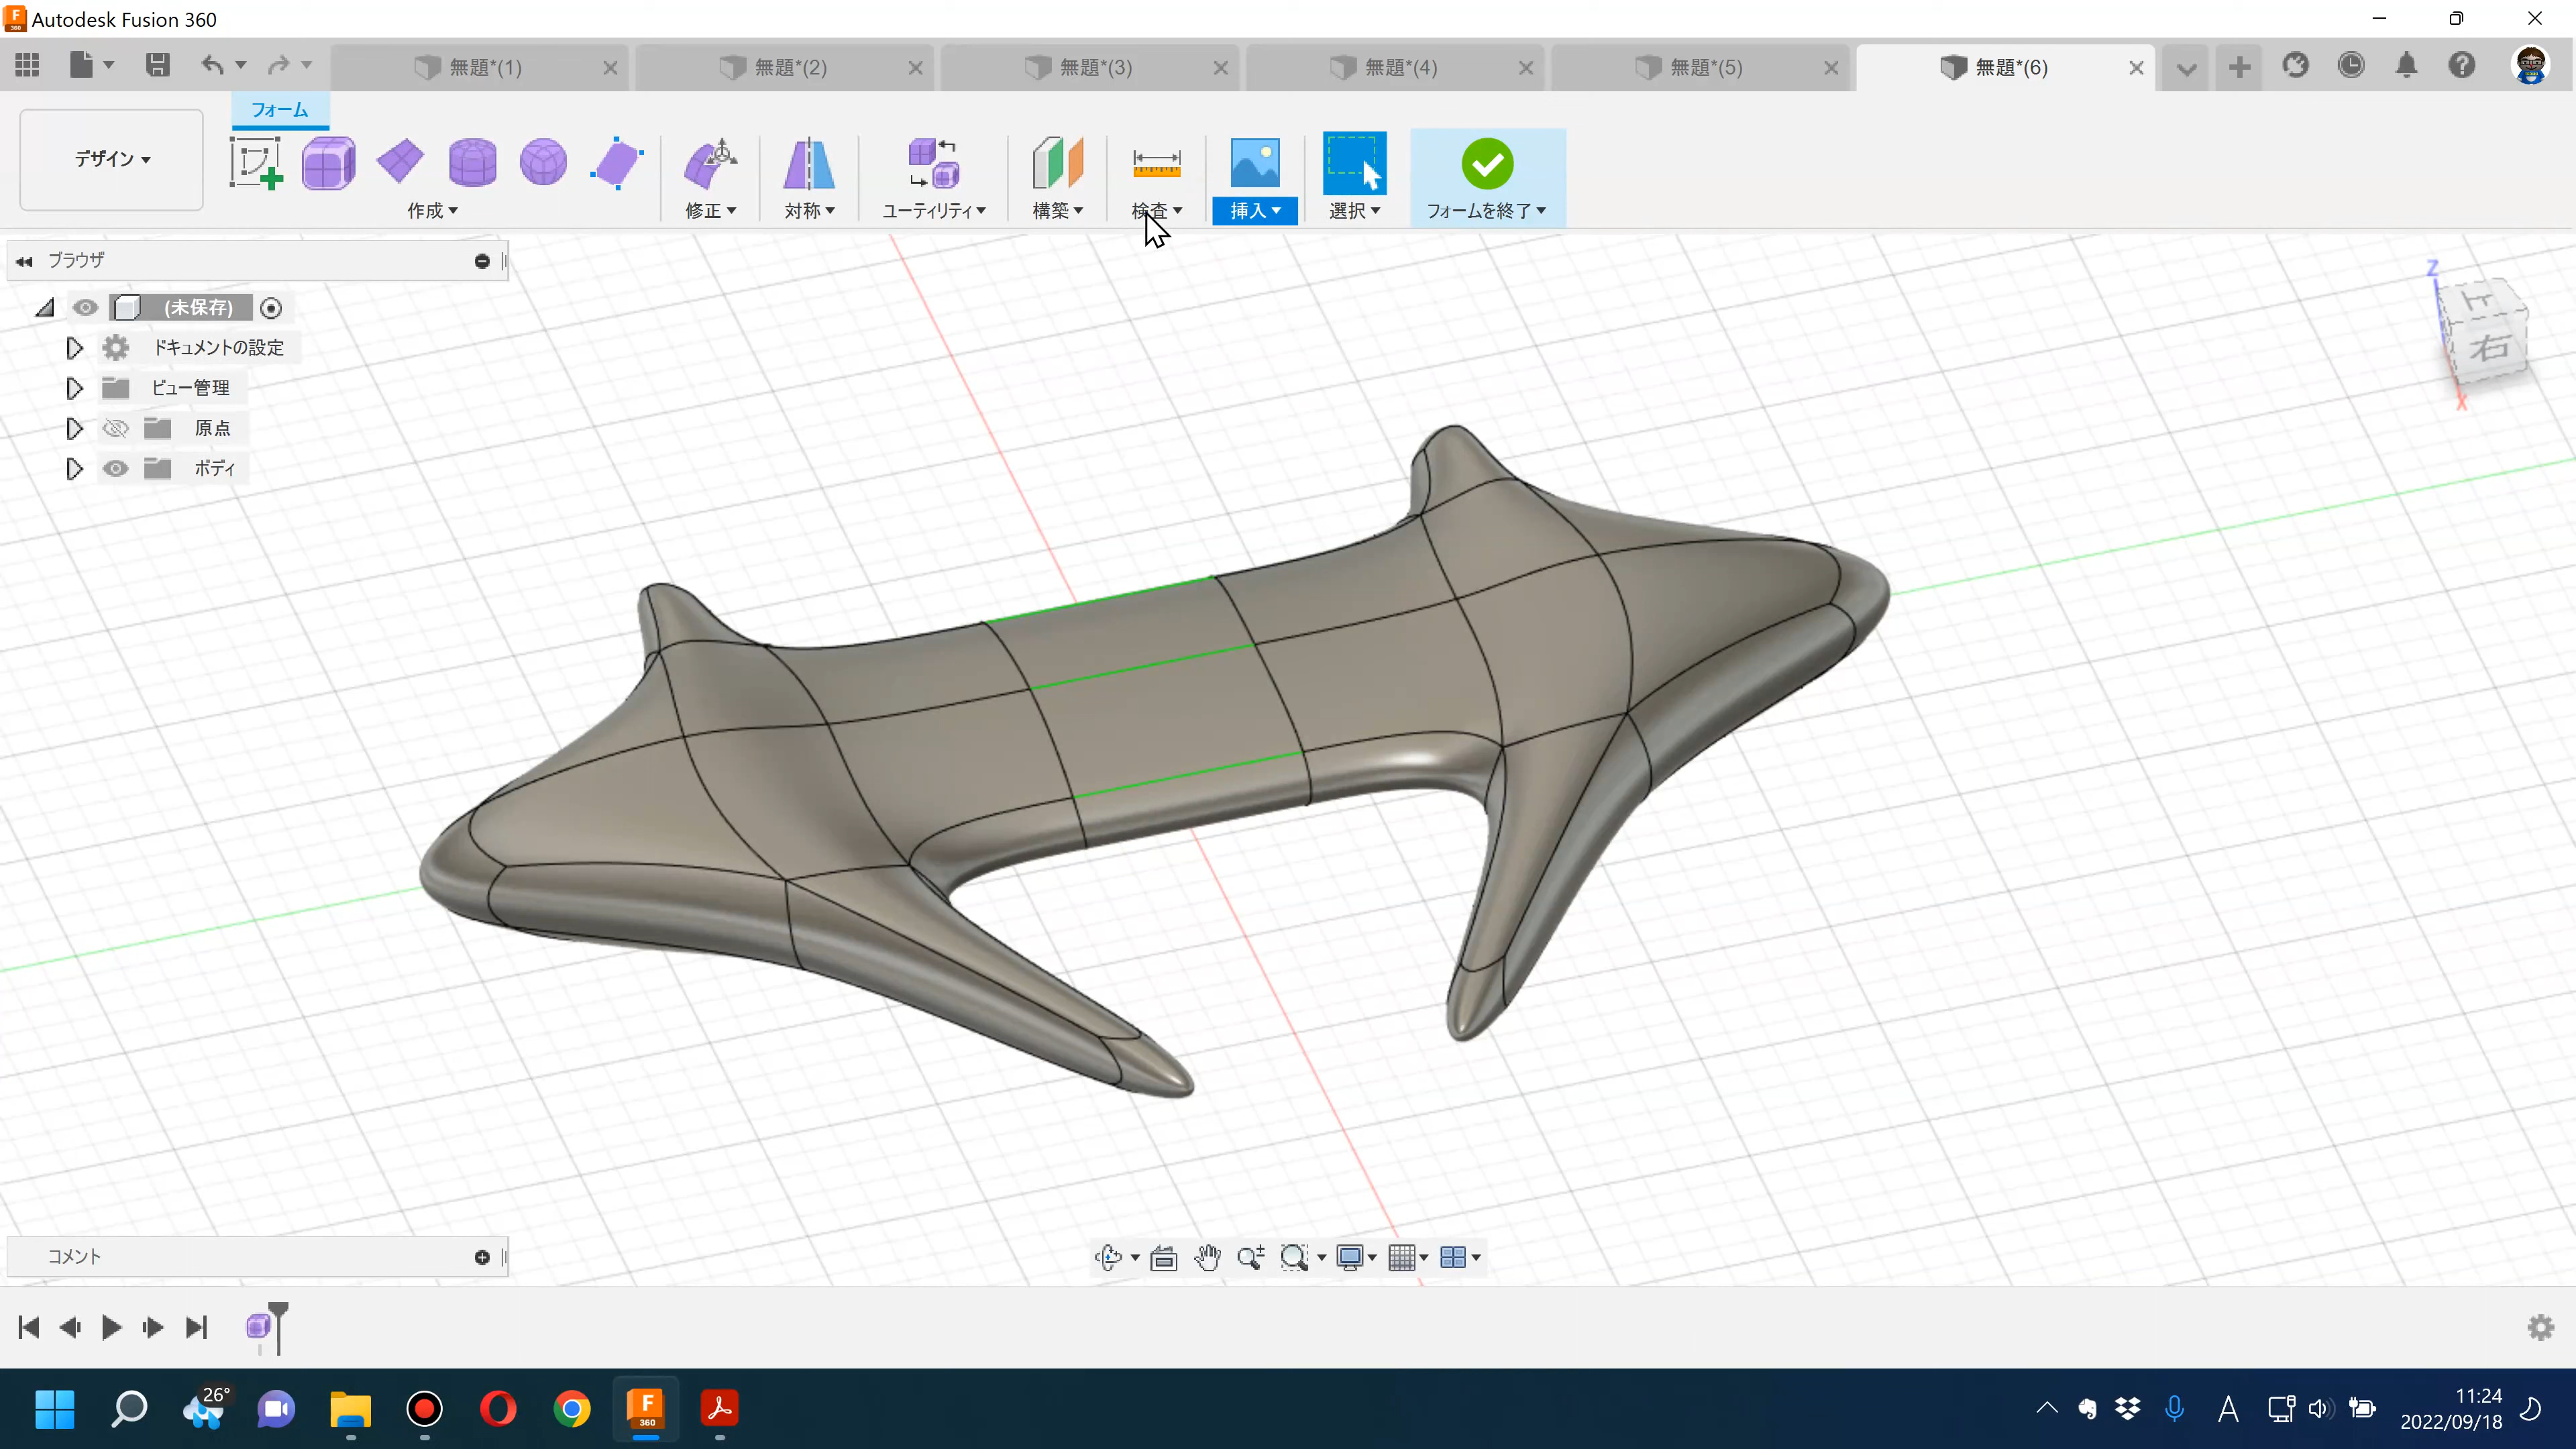 Autodesk Fusion 360
無題*(1)
無題*(2)
無題*(3)
無題*(4)
無題*(5)
無題*(6)
フォーム
デザイン
作成
修正
対称
ユーティリティ
構築
検査
挿入
選択
フォームを終了
ブラウザ
(未保存)
ドキュメントの設定
ビュー管理
原点
ボディ
Z
上
右
X
コメント
26°
F
360
A
11:24
2022/09/18